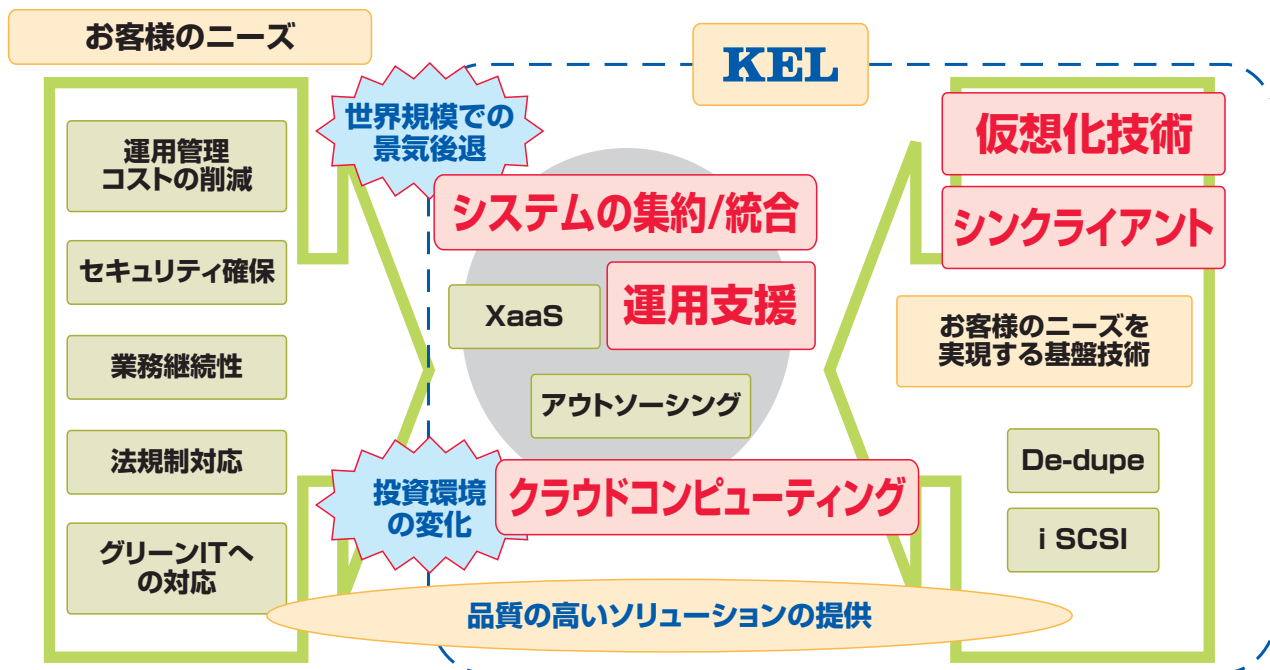 お客様のニーズ
運用管理
コストの削減
セキュリティ確保
業務継続性
法規制対応
グリーンITへ
の対応
世界規模での
景気後退
投資環境
の変化
KEL
システムの集約/統合
XaaS
運用支援
アウトソーシング
クラウドコンピューティング
仮想化技術
シンクライアント
お客様のニーズを
実現する基盤技術
De-dupe
i SCSI
品質の高いソリューションの提供